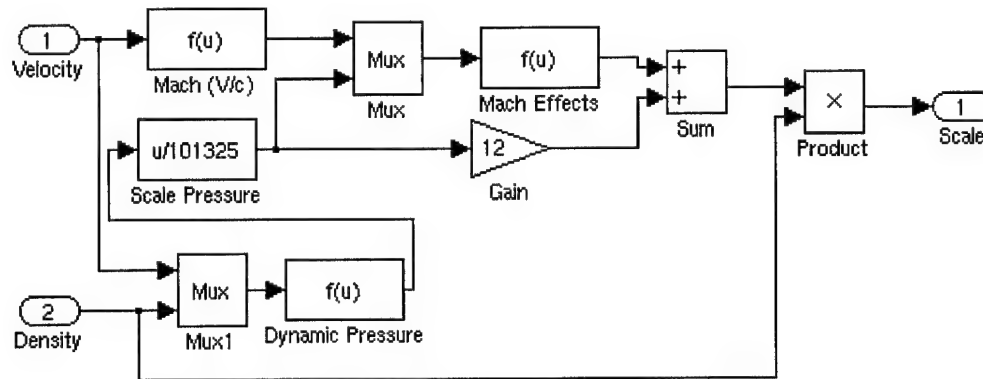 1
Velocity
f(u)
Mach (V/c)
Mux
Mux
f(u)
Mach Effects
+
+
Sum
×
Product
1
Scale
u/101325
Scale Pressure
12
Gain
2
Density
Mux
Mux1
f(u)
Dynamic Pressure